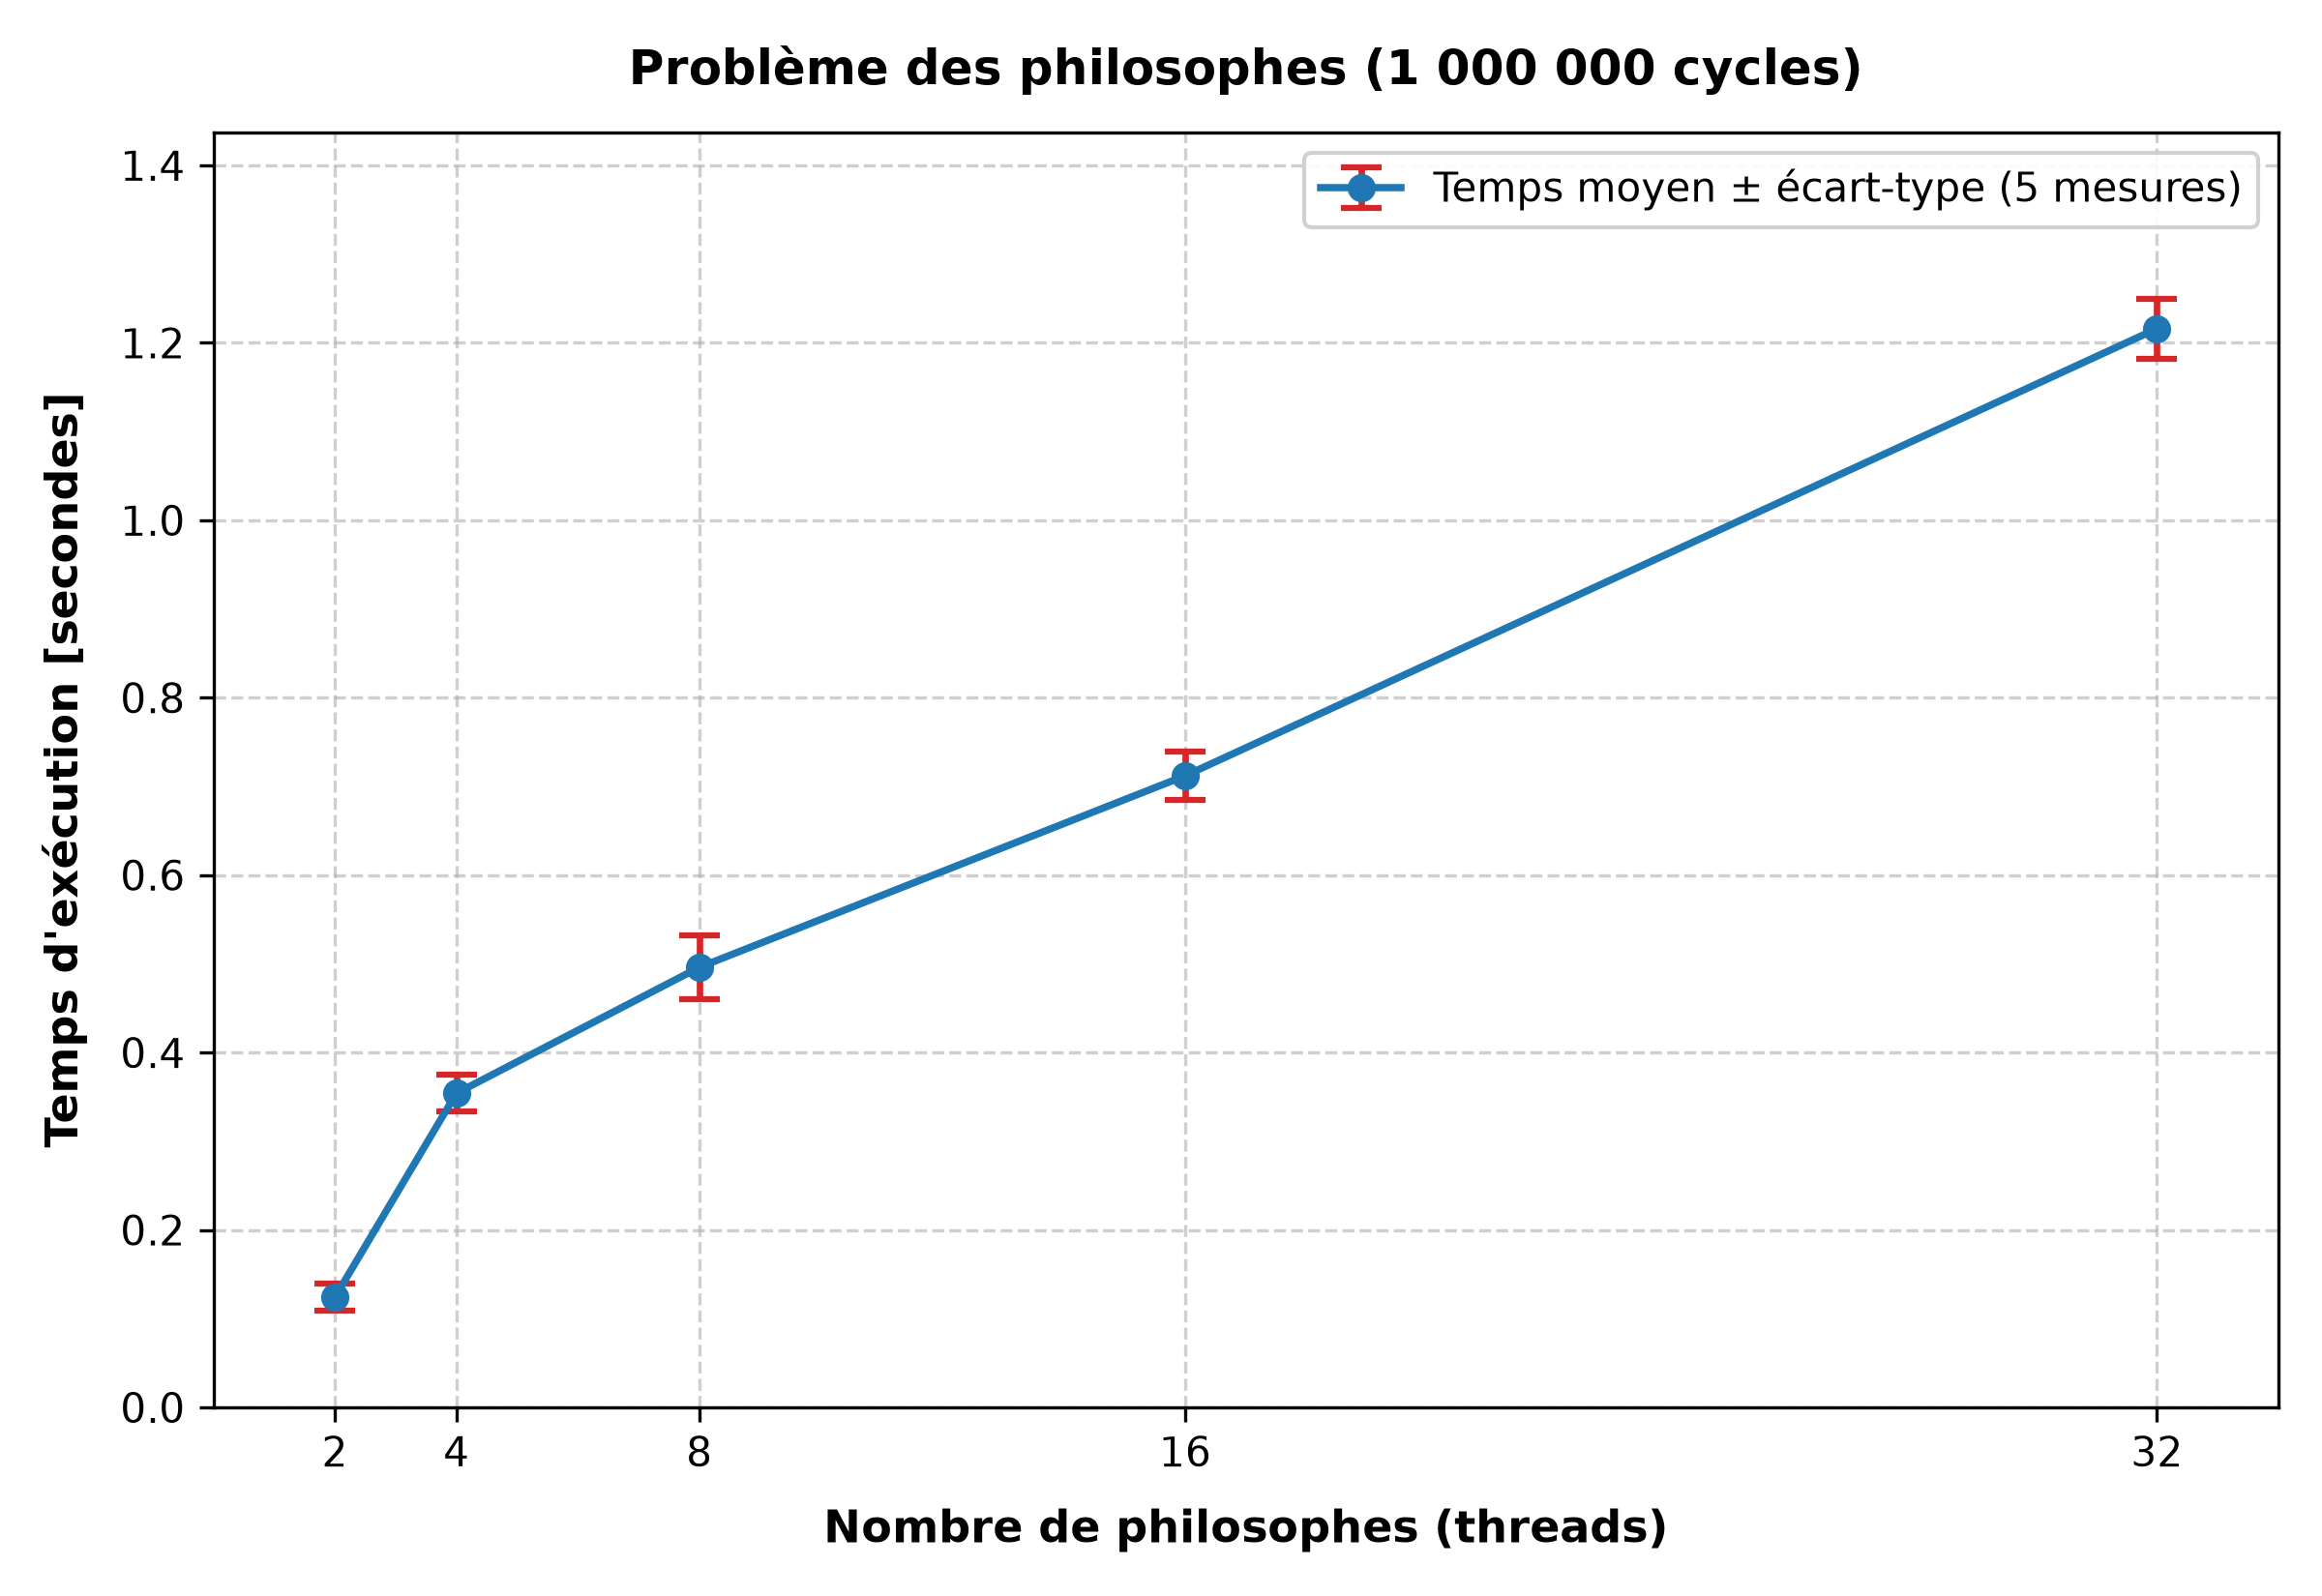 Problème des philosophes (1 000 000 cycles)
Temps moyen ± écart-type (5 mesures)
Temps d'exécution [secondes]
1.4
1.2
1.0
0.8
0.6
0.4
0.2
0.0
2 4 8 16 32
Nombre de philosophes (threads)